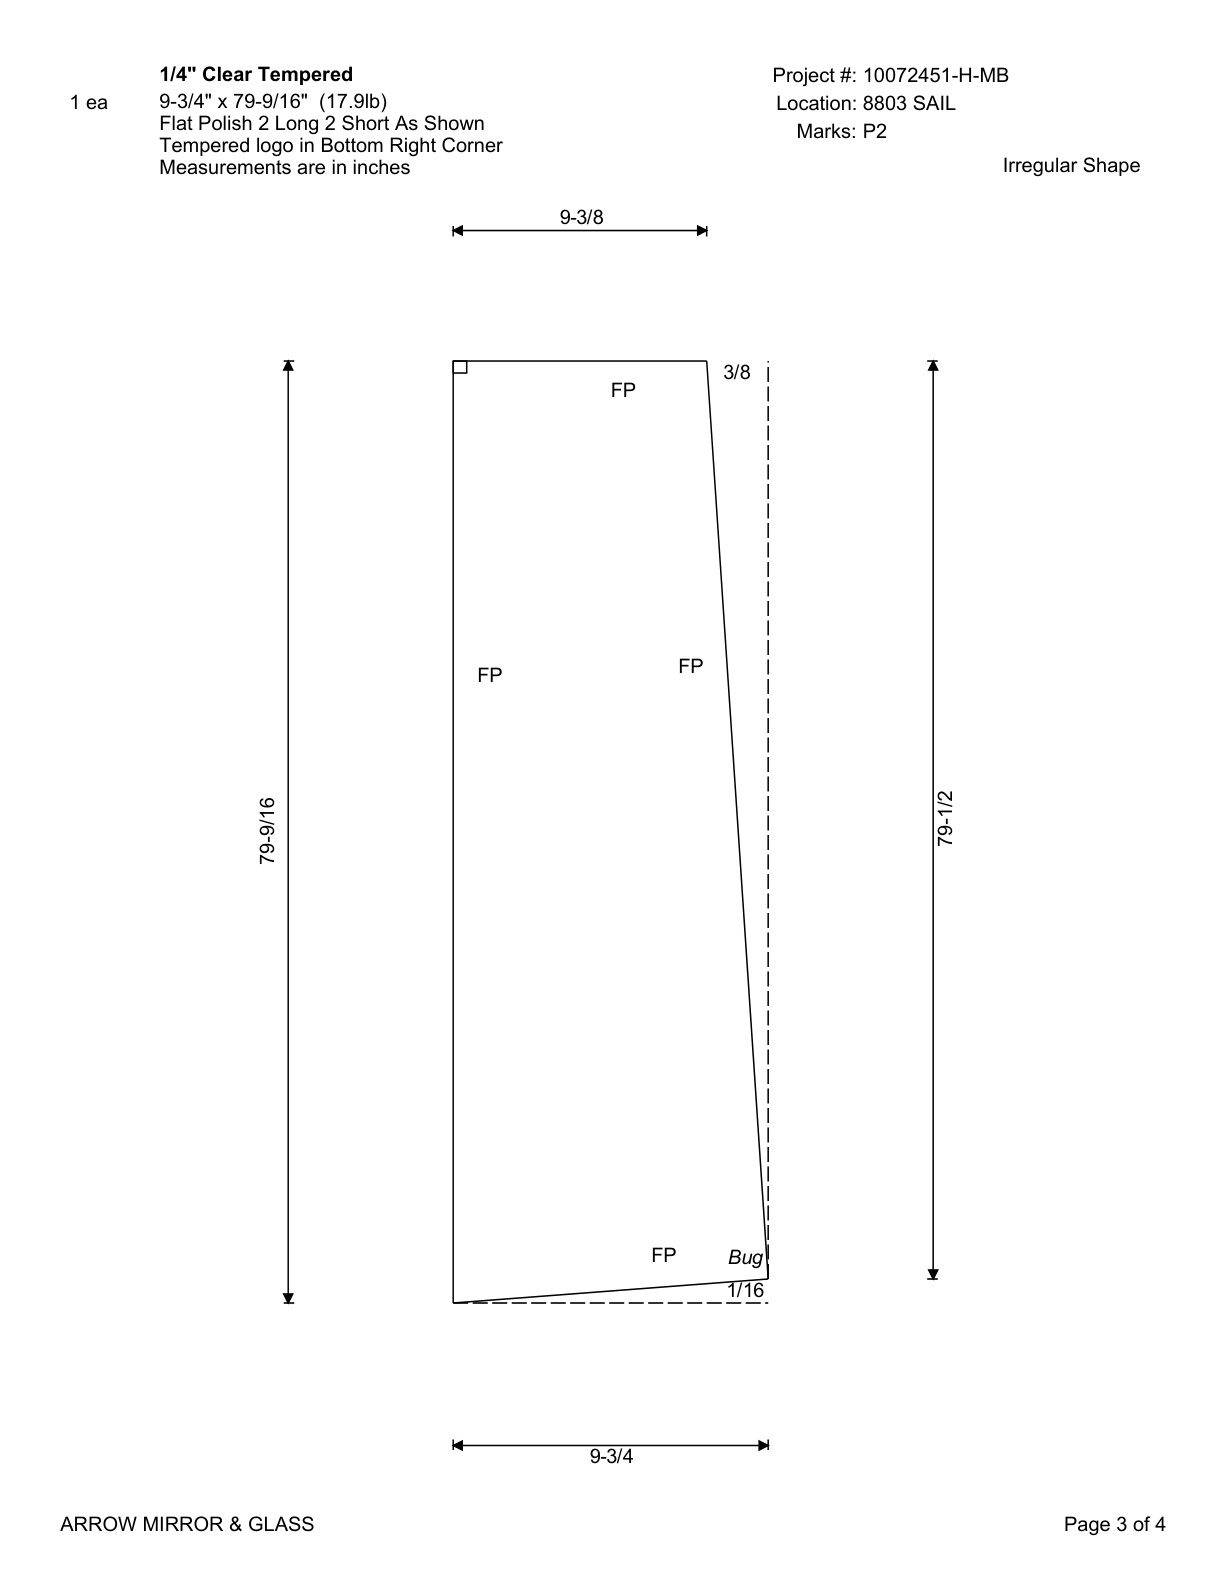 1/4" Clear Tempered
Project #: 10072451-H-MB
1 ea
9-3/4" x 79-9/16" (17.9lb)
Location: 8803 SAIL
Flat Polish 2 Long 2 Short As Shown
Marks: P2
Tempered logo in Bottom Right Corner
Measurements are in inches
Irregular Shape
9-3/8
3/8
FP
FP
FP
79-9/16
79-1/2
FP
Bug
1/16
9-3/4
ARROW MIRROR & GLASS
Page 3 of 4